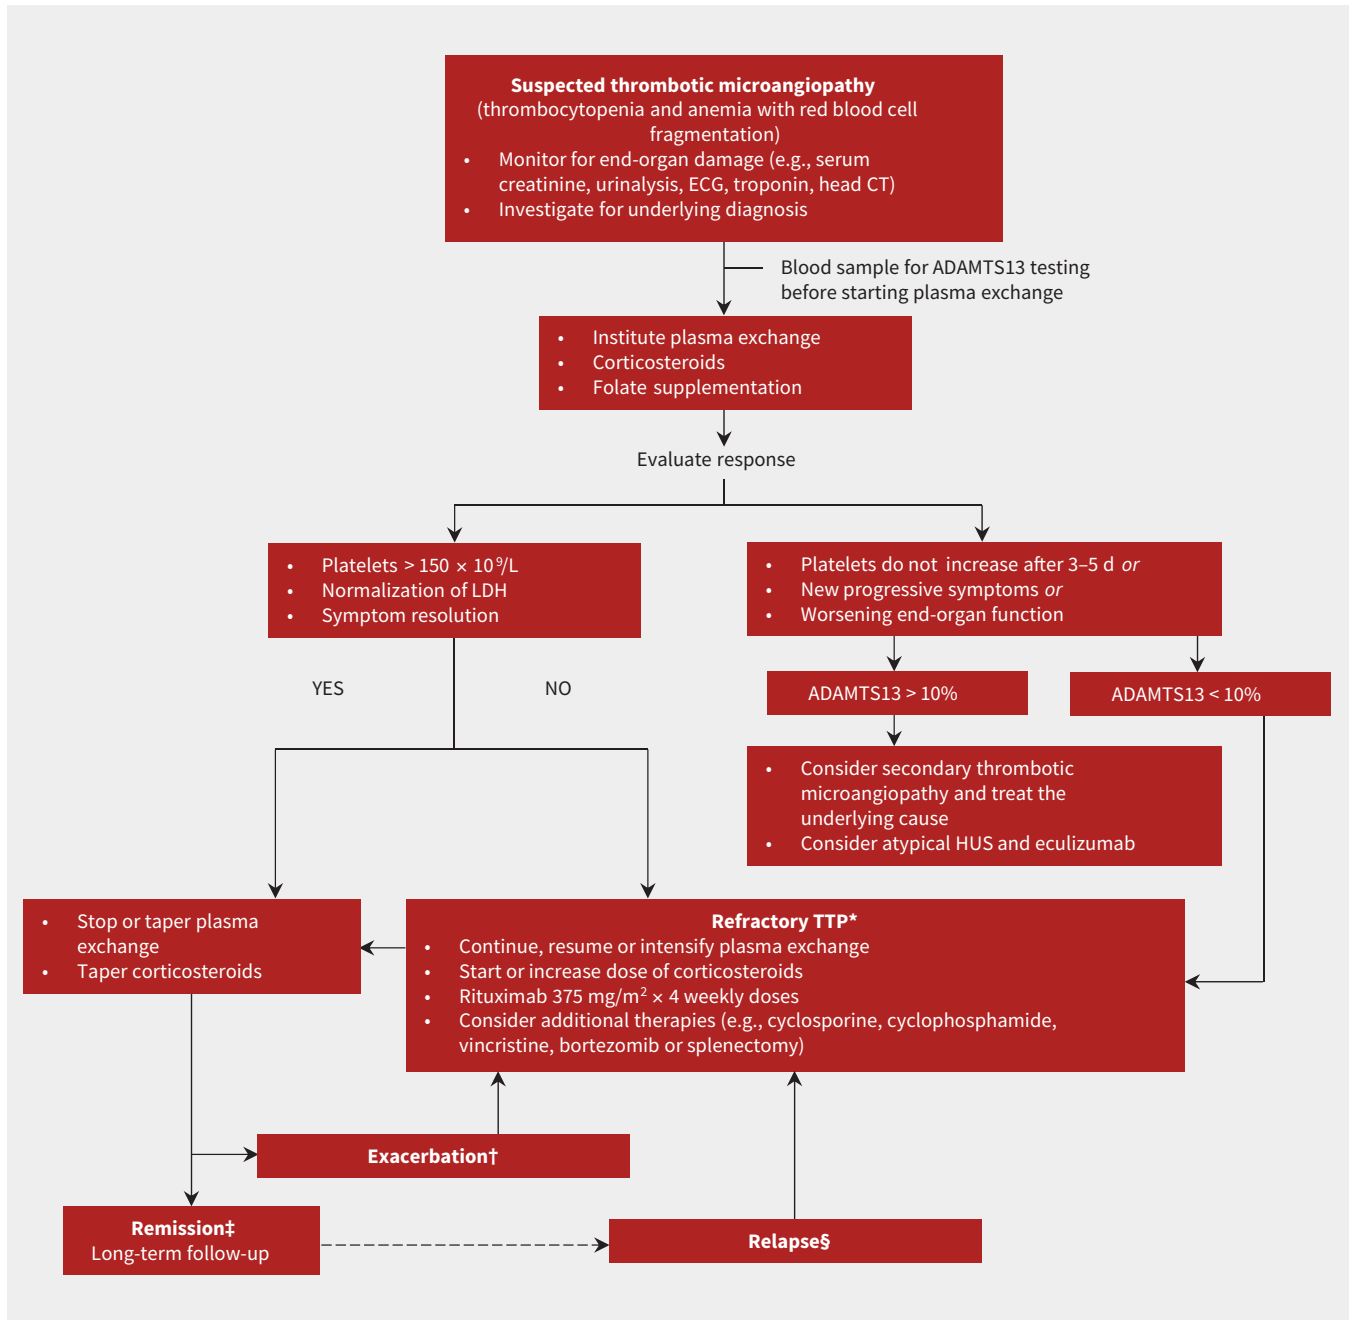 Suspected thrombotic microangiopathy
(thrombocytopenia and anemia with red blood cell
fragmentation)
• Monitor for end-organ damage (e.g., serum
creatinine, urinalysis, ECG, troponin, head CT)
• Investigate for underlying diagnosis
Blood sample for ADAMTS13 testing
before starting plasma exchange
• Institute plasma exchange
• Corticosteroids
• Folate supplementation
Evaluate response
• Platelets > 150 × 10⁹/L
• Normalization of LDH
• Symptom resolution
• Platelets do not increase after 3–5 d or
• New progressive symptoms or
• Worsening end-organ function
YES
NO
ADAMTS13 > 10%
ADAMTS13 < 10%
• Consider secondary thrombotic
microangiopathy and treat the
underlying cause
• Consider atypical HUS and eculizumab
• Stop or taper plasma
exchange
• Taper corticosteroids
Refractory TTP*
• Continue, resume or intensify plasma exchange
• Start or increase dose of corticosteroids
• Rituximab 375 mg/m² × 4 weekly doses
• Consider additional therapies (e.g., cyclosporine, cyclophosphamide,
vincristine, bortezomib or splenectomy)
Exacerbation†
Remission‡
Long-term follow-up
Relapse§